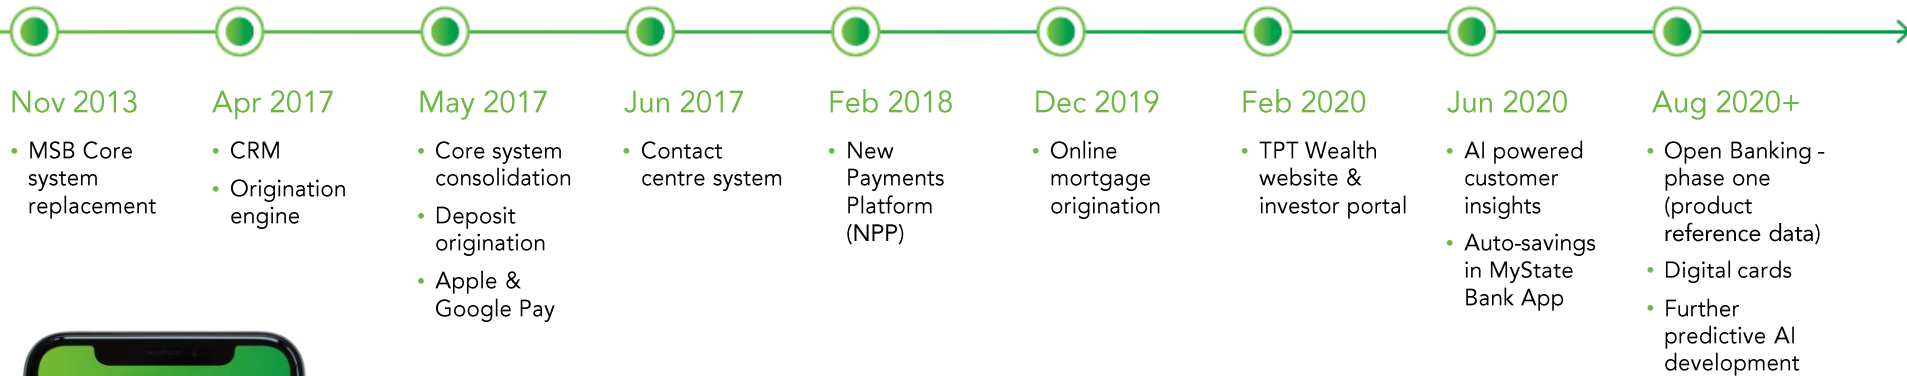 Nov 2013
• MSB Core
system
replacement
Apr 2017
• CRM
• Origination
engine
May 2017
• Core system
consolidation
• Deposit
origination
• Apple &
Google Pay
Jun 2017
• Contact
centre system
Feb 2018
• New
Payments
Platform
(NPP)
Dec 2019
• Online
mortgage
origination
Feb 2020
• TPT Wealth
website &
investor portal
Jun 2020
• AI powered
customer
insights
• Auto-savings
in MyState
Bank App
Aug 2020+
• Open Banking -
phase one
(product
reference data)
• Digital cards
• Further
predictive AI
development